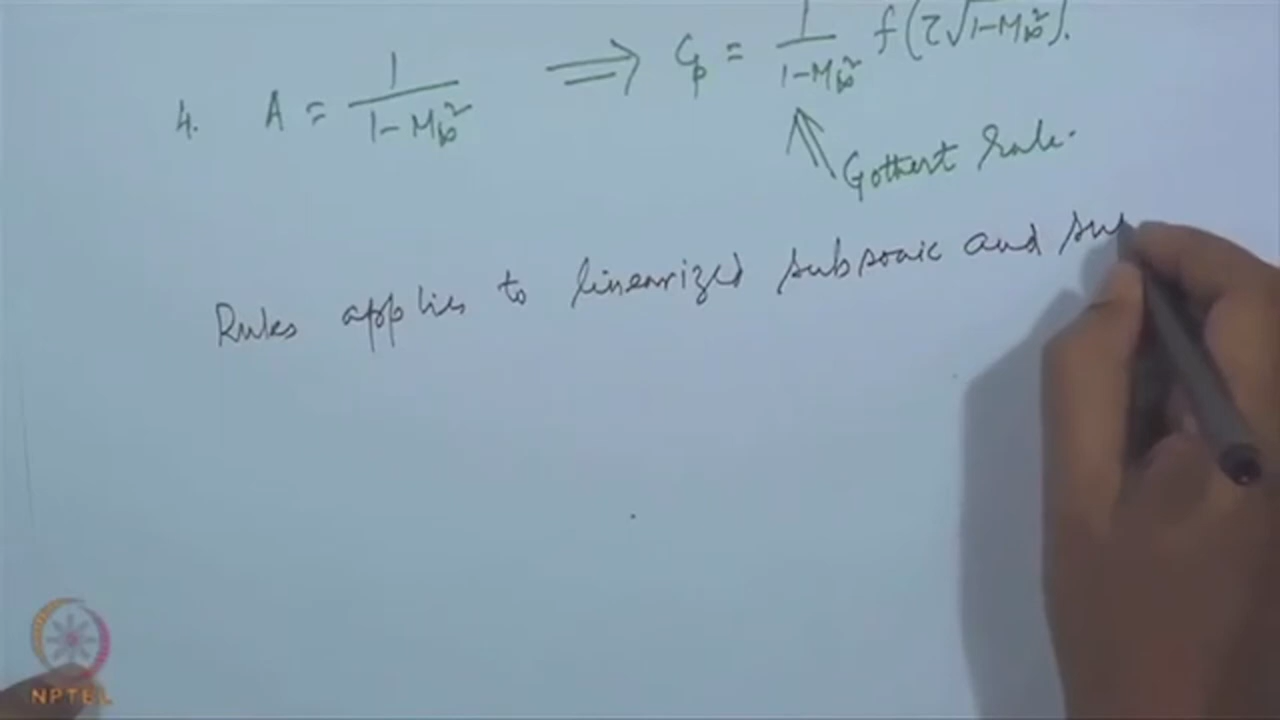 4. A = 1/(1-M∞²) ⟹ Cp = 1/(1-M∞²) f(τ√1-M∞²).
Gothert Rule.
Rules applies to linearized subsonic and sup
NPTEL